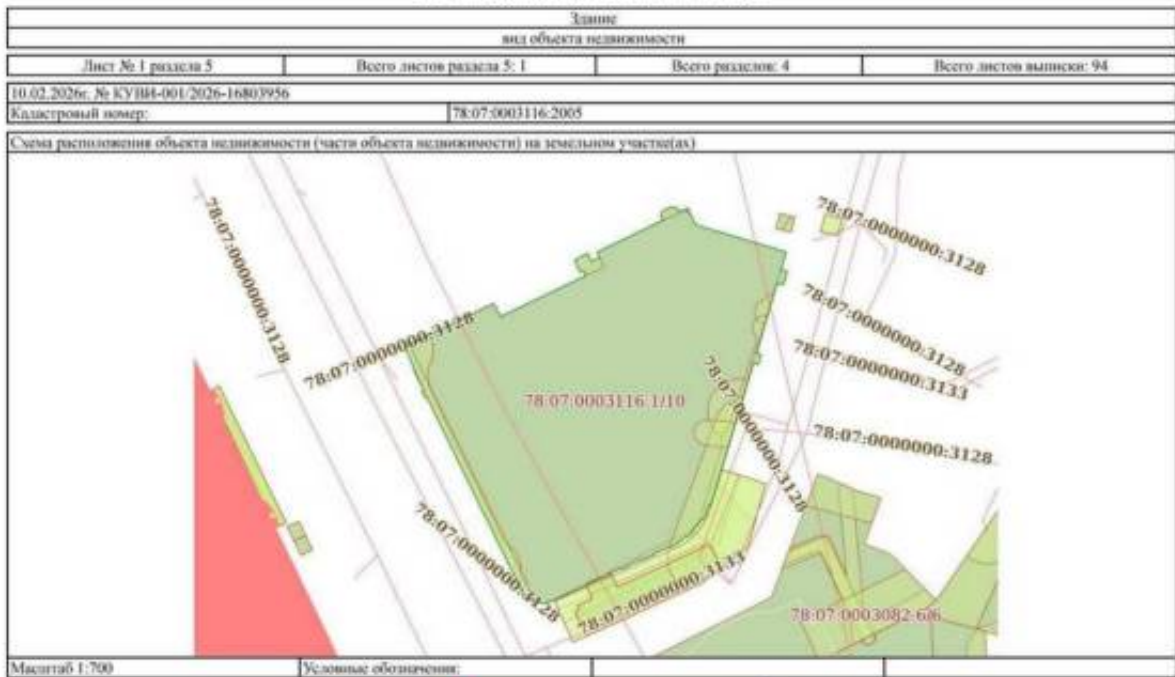 Здание
вид объекта недвижимости
Лист № 1 раздела 5 Всего листов раздела 5: 1 Всего разделов: 4 Всего листов выписки: 94
10.02.2026г. № КУВИ-001/2026-16803956
Кадастровый номер: 78:07:0003116:2005
Схема расположения объекта недвижимости (части объекта недвижимости) на земельном участке(ах)
78:07:0000000:3128
78:07:0000000:3128
78:07:0000000:3128
78:07:0000000:3128
78:07:0000000:3133
78:07:0003116:1/10
78:07:0000000:3128
78:07:0000000:3128
78:07:0000000:3128
78:07:0000000:3133
78:07:0003082:6/6
Масштаб 1:700 Условные обозначения: